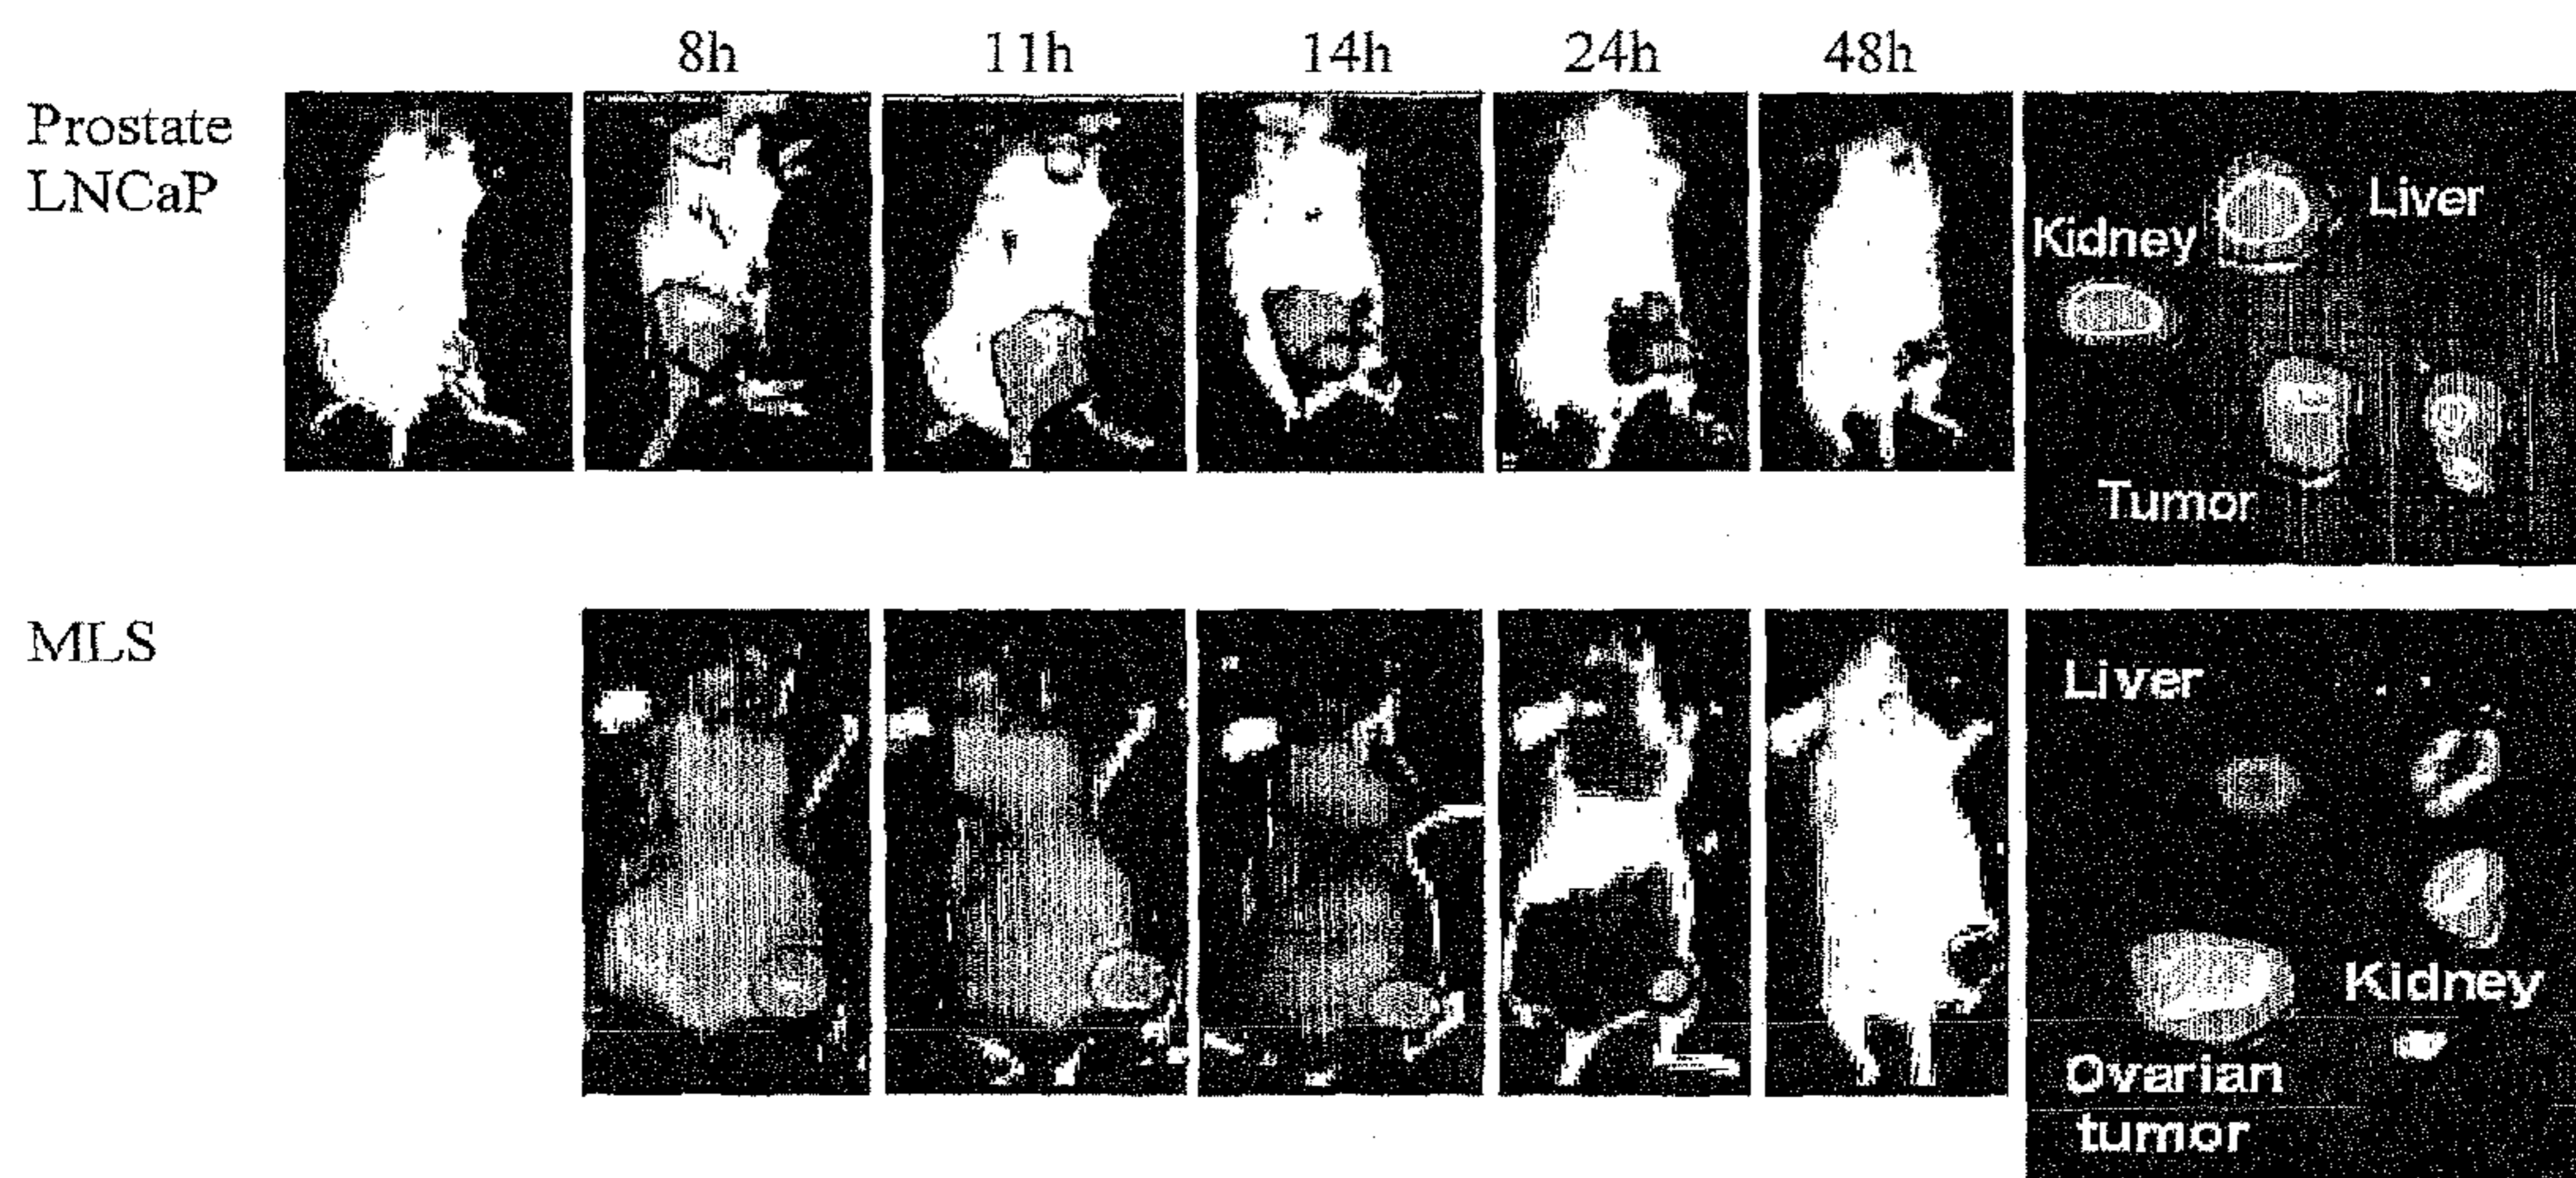 8h 11h 14h 24h 48h
Prostate
LNCaP
Kidney
Liver
Tumor
MLS
Liver
Kidney
Ovarian
tumor